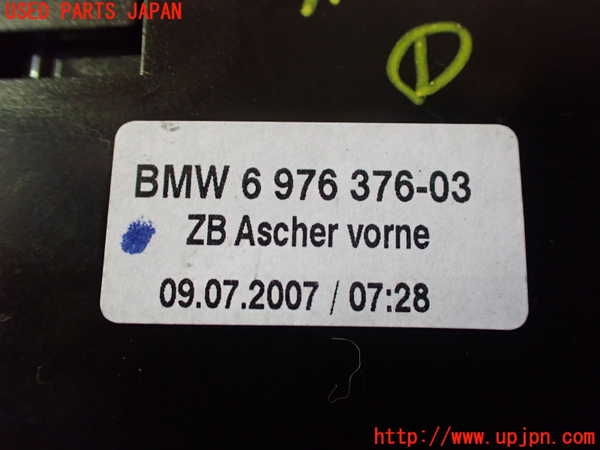 USED PARTS JAPAN
1
BMW 6 976 376-03
ZB Ascher vorne
09.07.2007 / 07:28
http://www.upjpn.com/